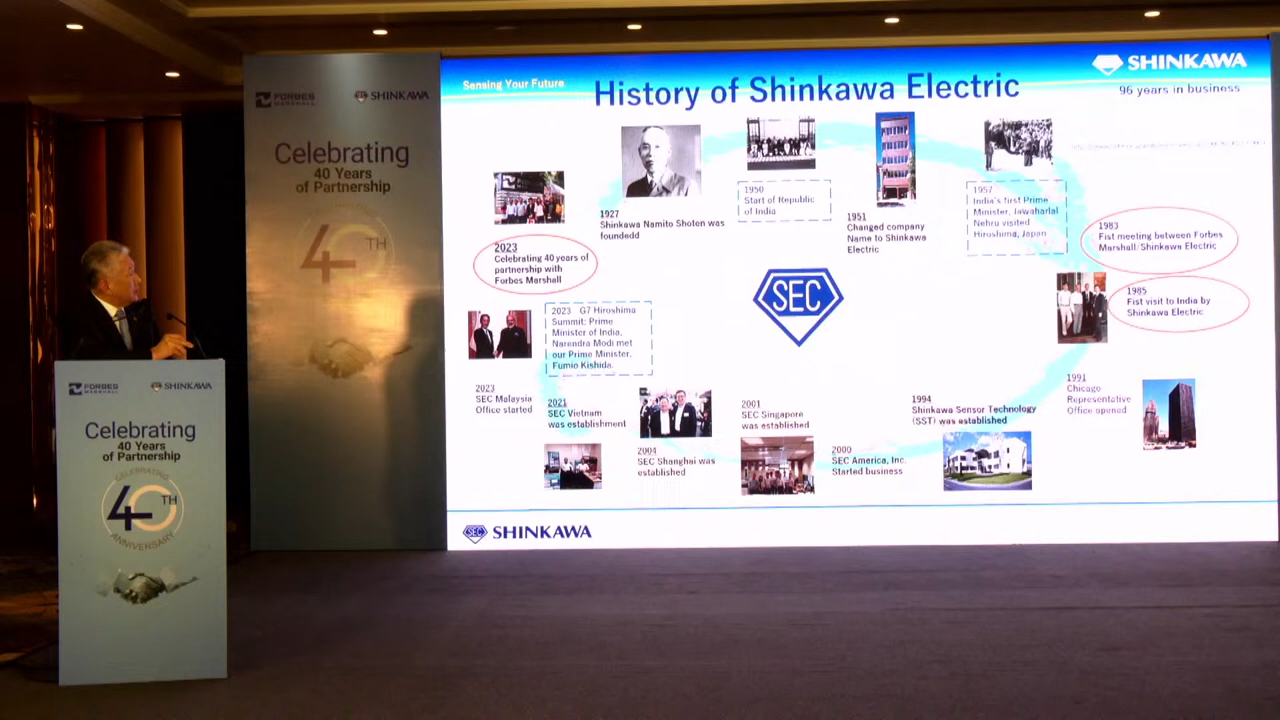 FORBES
MARSHALL
SHINKAWA
Celebrating
40 Years
of Partnership
40TH
Sensing Your Future
History of Shinkawa Electric
SHINKAWA
96 years in business
1927
Shinkawa Namito Shoten was
foundedd
1950
Start of Republic
of India
1951
Changed company
Name to Shinkawa
Electric
1957
India's first Prime
Minister, Jawaharlal
Nehru visited
Hiroshima, Japan
1983
Fist meeting between Forbes
Marshall/Shinkawa Electric
1985
Fist visit to India by
Shinkawa Electric
1991
Chicago
Representative
Office opened
1994
Shinkawa Sensor Technology
(SST) was established
2000
SEC America, Inc.
Started business
2001
SEC Singapore
was established
2004
SEC Shanghai was
established
2021
SEC Vietnam
was establishment
2023
SEC Malaysia
Office started
2023 G7 Hiroshima
Summit: Prime
Minister of India,
Narendra Modi met
our Prime Minister,
Fumio Kishida.
2023
Celebrating 40 years of
partnership with
Forbes Marshall
SEC
SEC SHINKAWA
FORBES
MARSHALL
SHINKAWA
Celebrating
40 Years
of Partnership
CELEBRATING
40TH
ANNIVERSARY